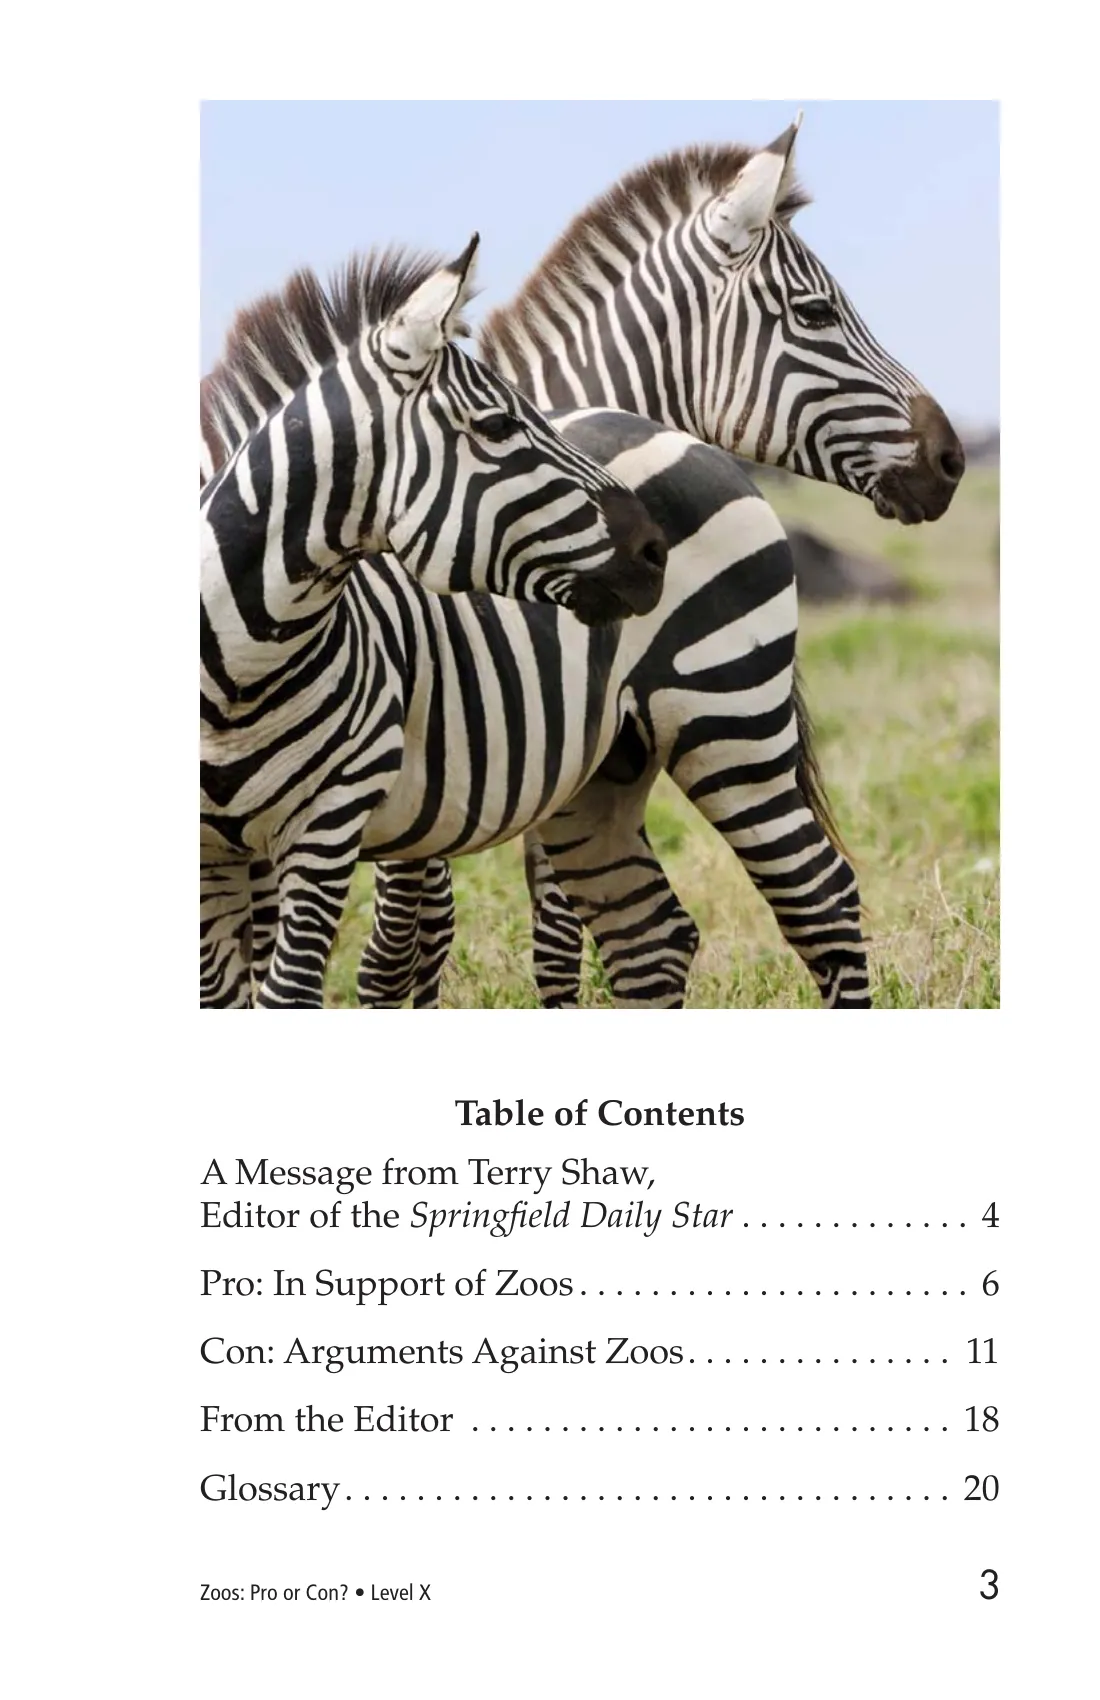 Table of Contents
A Message from Terry Shaw,
Editor of the Springfield Daily Star . . . . . . . . . . . . . 4
Pro: In Support of Zoos . . . . . . . . . . . . . . . . . . . . . . 6
Con: Arguments Against Zoos . . . . . . . . . . . . . . . 11
From the Editor . . . . . . . . . . . . . . . . . . . . . . . . . . . 18
Glossary . . . . . . . . . . . . . . . . . . . . . . . . . . . . . . . . . . 20
Zoos: Pro or Con? • Level X 3